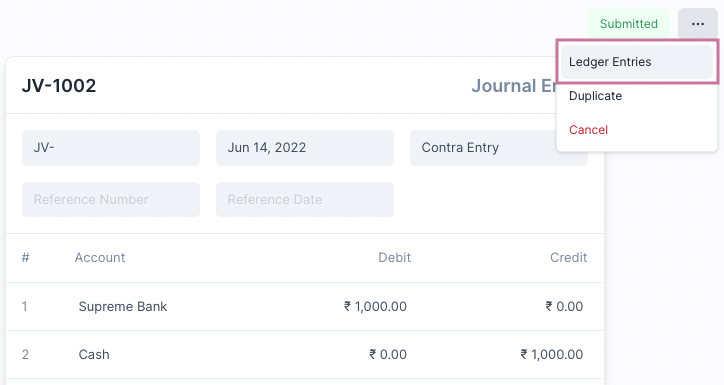 Submitted ...
Ledger Entries
JV-1002 Journal
Duplicate
Cancel
JV- Jun 14, 2022 Contra Entry
Reference Number Reference Date
# Account Debit Credit
1 Supreme Bank ₹ 1,000.00 ₹ 0.00
2 Cash ₹ 0.00 ₹ 1,000.00